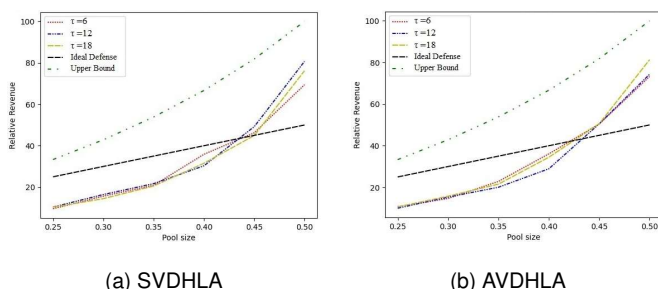 τ =6
τ =12
τ =18
Ideal Defense
Upper Bound
100
80
60
40
20
Relative Revenue
0.25 0.30 0.35 0.40 0.45 0.50
Pool size
(a) SVDHLA
τ =6
τ =12
τ =18
Ideal Defense
Upper Bound
100
80
60
40
20
Relative Revenue
0.25 0.30 0.35 0.40 0.45 0.50
Pool size
(b) AVDHLA